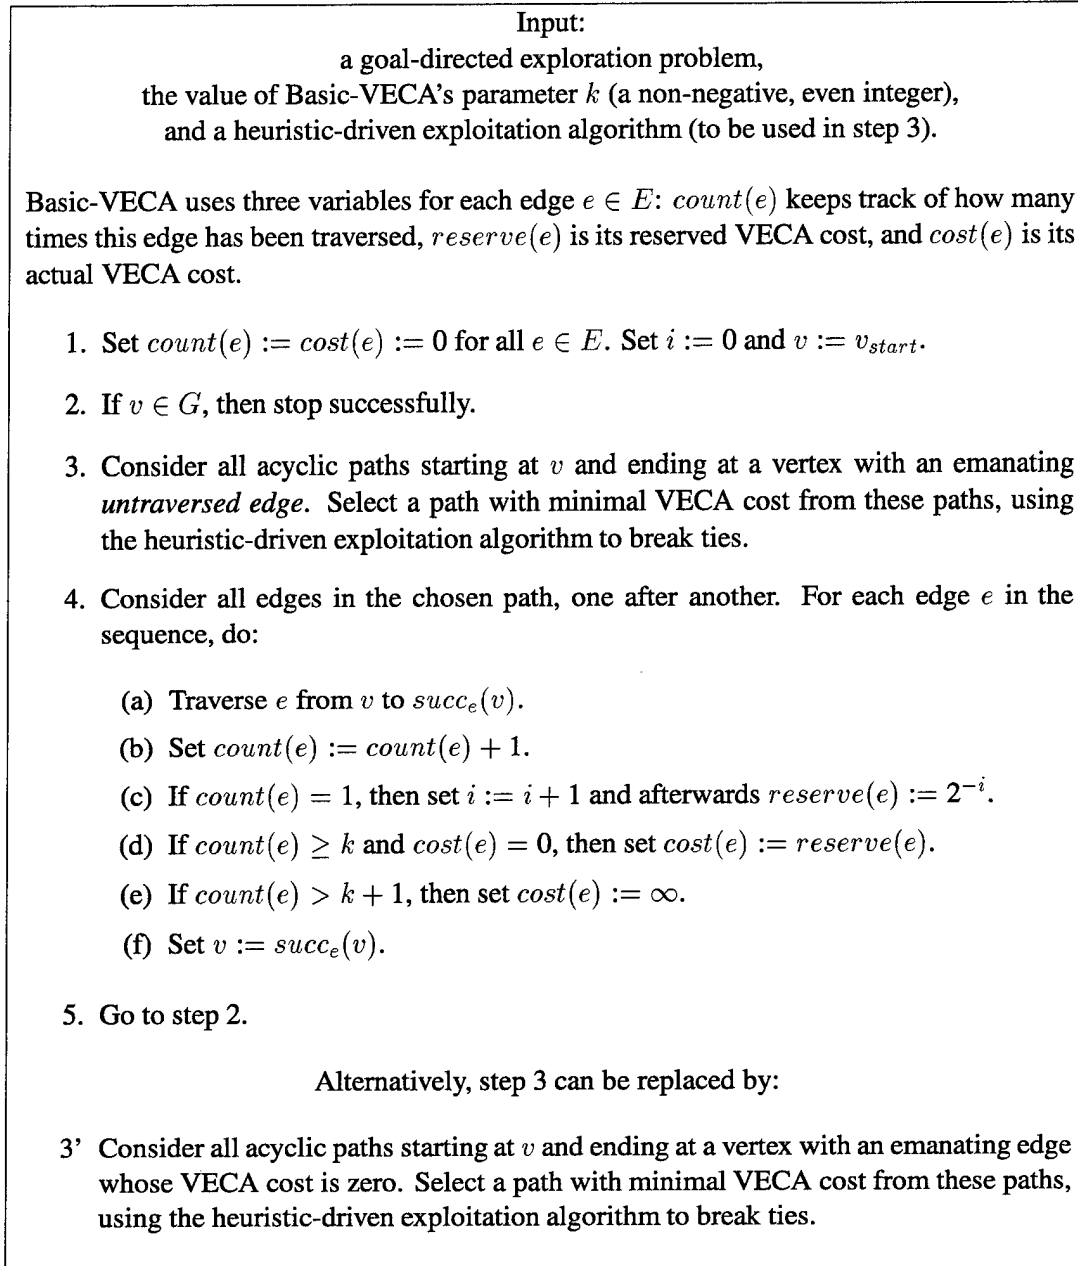 Input:
a goal-directed exploration problem,
the value of Basic-VECA's parameter k (a non-negative, even integer),
and a heuristic-driven exploitation algorithm (to be used in step 3).
Basic-VECA uses three variables for each edge e ∈ E: count(e) keeps track of how many
times this edge has been traversed, reserve(e) is its reserved VECA cost, and cost(e) is its
actual VECA cost.
1. Set count(e) := cost(e) := 0 for all e ∈ E. Set i := 0 and v := v_start.
2. If v ∈ G, then stop successfully.
3. Consider all acyclic paths starting at v and ending at a vertex with an emanating
untraversed edge. Select a path with minimal VECA cost from these paths, using
the heuristic-driven exploitation algorithm to break ties.
4. Consider all edges in the chosen path, one after another. For each edge e in the
sequence, do:
(a) Traverse e from v to succ_e(v).
(b) Set count(e) := count(e) + 1.
(c) If count(e) = 1, then set i := i + 1 and afterwards reserve(e) := 2^{-i}.
(d) If count(e) ≥ k and cost(e) = 0, then set cost(e) := reserve(e).
(e) If count(e) > k + 1, then set cost(e) := ∞.
(f) Set v := succ_e(v).
5. Go to step 2.
Alternatively, step 3 can be replaced by:
3' Consider all acyclic paths starting at v and ending at a vertex with an emanating edge
whose VECA cost is zero. Select a path with minimal VECA cost from these paths,
using the heuristic-driven exploitation algorithm to break ties.